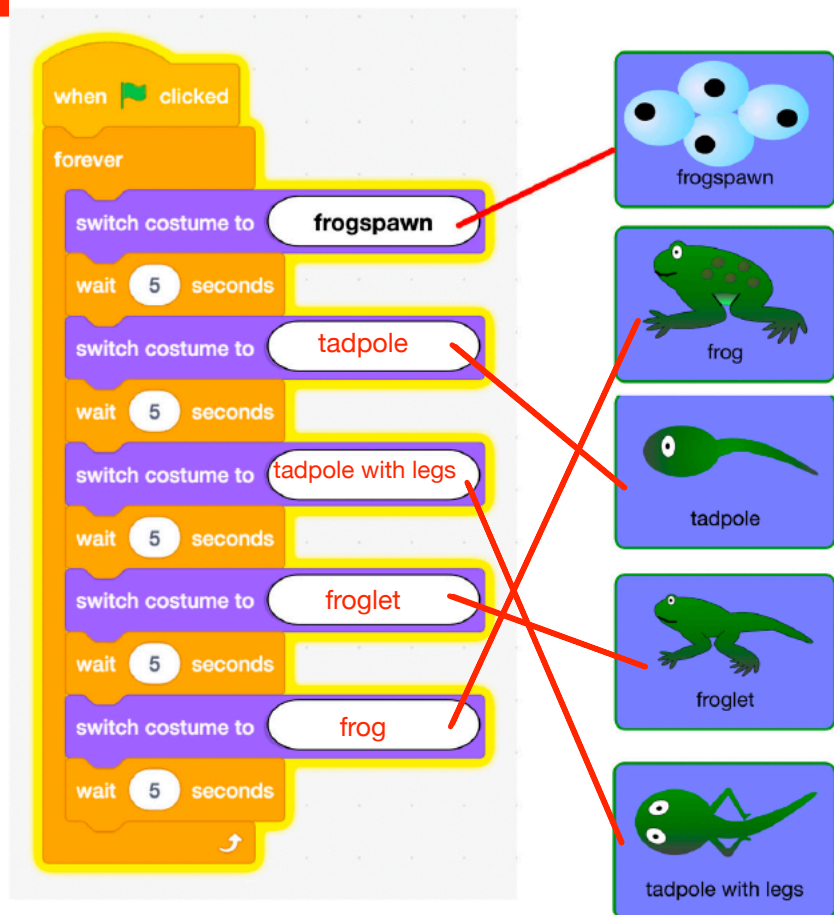 when clicked
forever
switch costume to frogspawn
wait 5 seconds
switch costume to tadpole
wait 5 seconds
switch costume to tadpole with legs
wait 5 seconds
switch costume to froglet
wait 5 seconds
switch costume to frog
wait 5 seconds
frogspawn
frog
tadpole
froglet
tadpole with legs